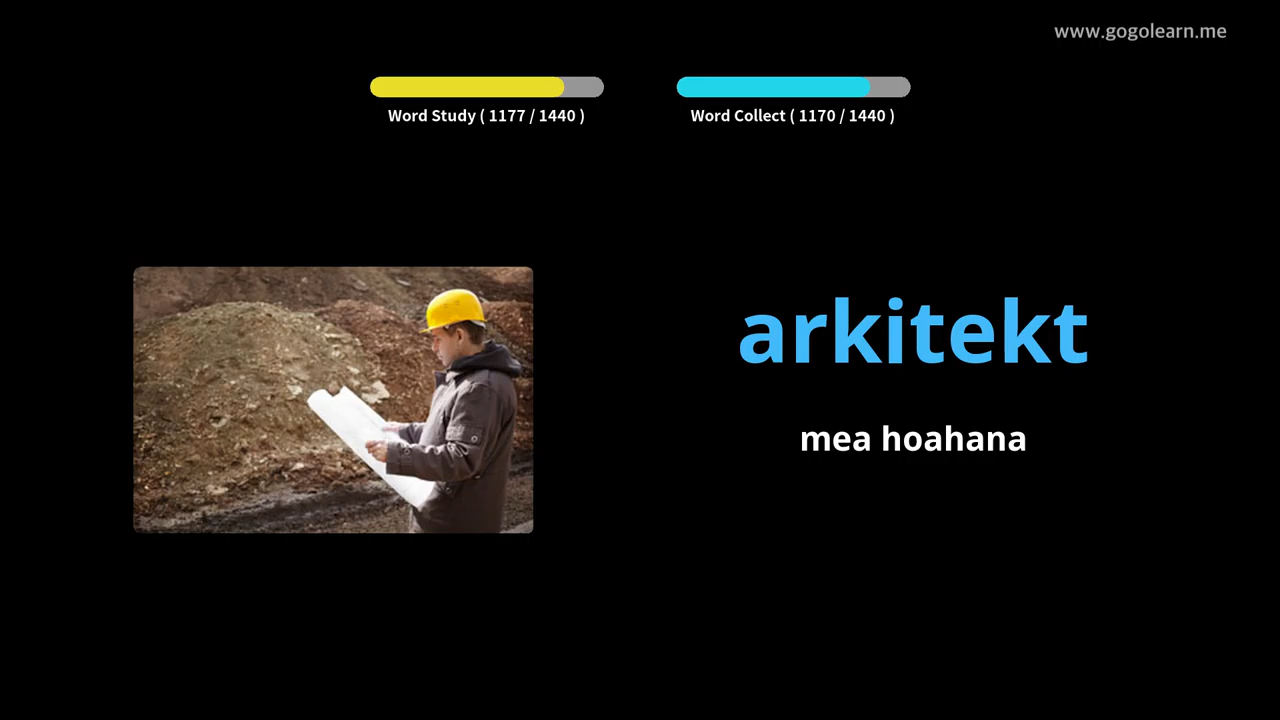 www.gogolearn.me
Word Study ( 1177 / 1440 )
Word Collect ( 1170 / 1440 )
arkitekt
mea hoahana